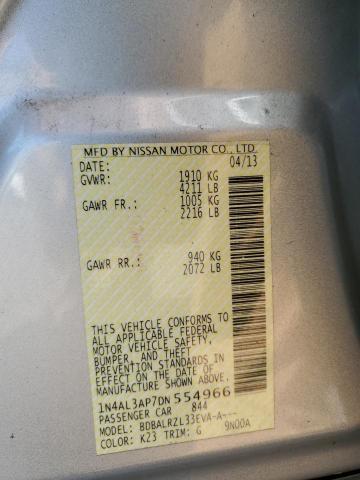 MFD BY NISSAN MOTOR CO., LTD.
DATE: 04/13
GVWR: 1910 KG
4211 LB
GAWR FR.: 1005 KG
2216 LB
GAWR RR.: 940 KG
2072 LB
THIS VEHICLE CONFORMS TO
ALL APPLICABLE FEDERAL
MOTOR VEHICLE SAFETY,
BUMPER, AND THEFT
PREVENTION STANDARDS IN
EFFECT ON THE DATE OF
MANUFACTURE SHOWN ABOVE.
1N4AL3AP7DN554966
PASSENGER CAR 844
MODEL: BDBALRZL33EVA-A---
COLOR: K23 TRIM: G 9N00A